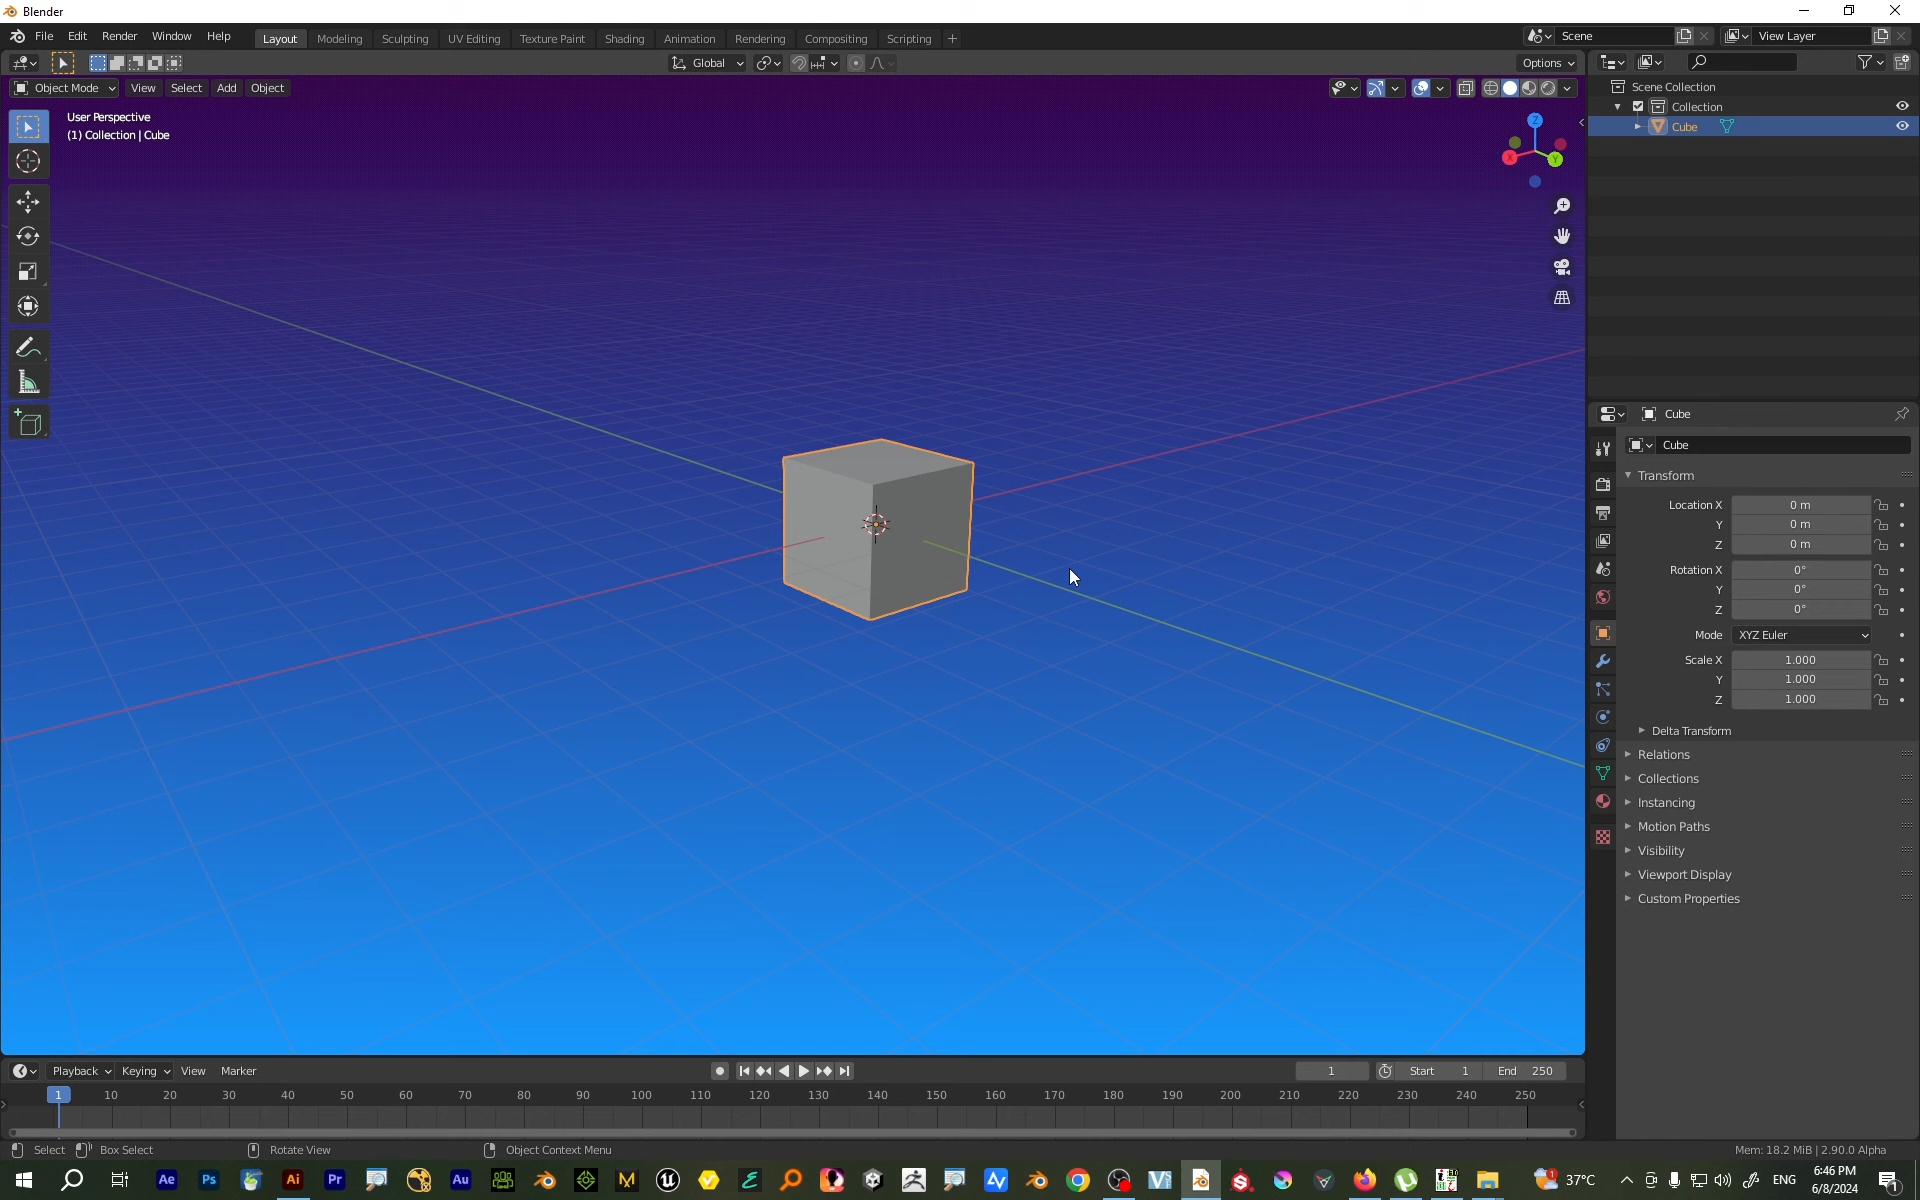 Blender
File Edit Render Window Help Layout Modeling Sculpting UV Editing Texture Paint Shading Animation Rendering Compositing Scripting + Scene View Layer
Global Options
Object Mode View Select Add Object
User Perspective
(1) Collection | Cube
Z
X
Y
Scene Collection
Collection
Cube
Cube
Cube
Transform
Location X 0 m
Y 0 m
Z 0 m
Rotation X 0°
Y 0°
Z 0°
Mode XYZ Euler
Scale X 1.000
Y 1.000
Z 1.000
Delta Transform
Relations
Collections
Instancing
Motion Paths
Visibility
Viewport Display
Custom Properties
Playback Keying View Marker 1 Start 1 End 250
1 10 20 30 40 50 60 70 80 90 100 110 120 130 140 150 160 170 180 190 200 210 220 230 240 250
Select Box Select Rotate View Object Context Menu Mem: 18.2 MiB | 2.90.0 Alpha
Ae Ps Ai Pr Au M 37°C ENG
6:46 PM
6/8/2024